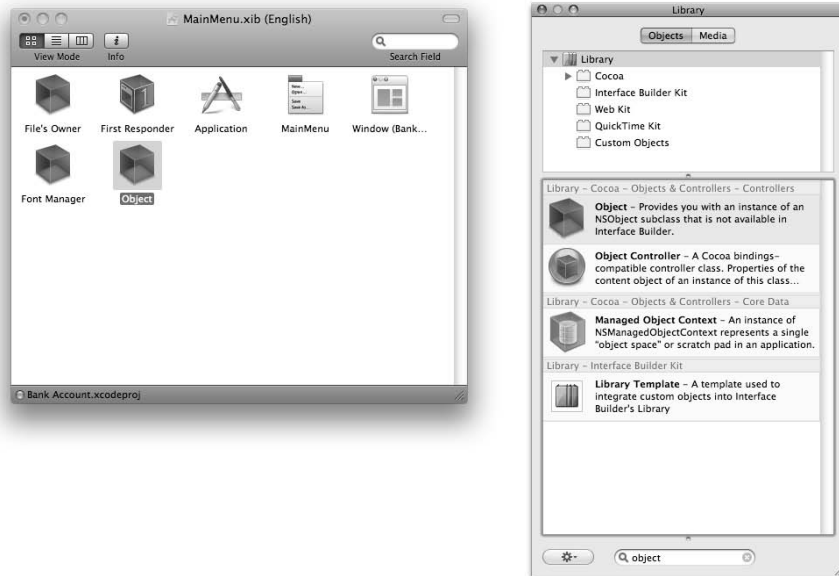 MainMenu.xib (English)
View Mode
Info
Search Field
File's Owner
First Responder
Application
MainMenu
Window (Bank...
Font Manager
Object
Bank Account.xcodeproj
Library
Objects
Media
Library
Cocoa
Interface Builder Kit
Web Kit
QuickTime Kit
Custom Objects
Library – Cocoa – Objects & Controllers – Controllers
Object – Provides you with an instance of an
NSObject subclass that is not available in
Interface Builder.
Object Controller – A Cocoa bindings-
compatible controller class. Properties of the
content object of an instance of this class...
Library – Cocoa – Objects & Controllers – Core Data
Managed Object Context – An instance of
NSManagedObjectContext represents a single
"object space" or scratch pad in an application.
Library – Interface Builder Kit
Library Template – A template used to
integrate custom objects into Interface
Builder's Library
object